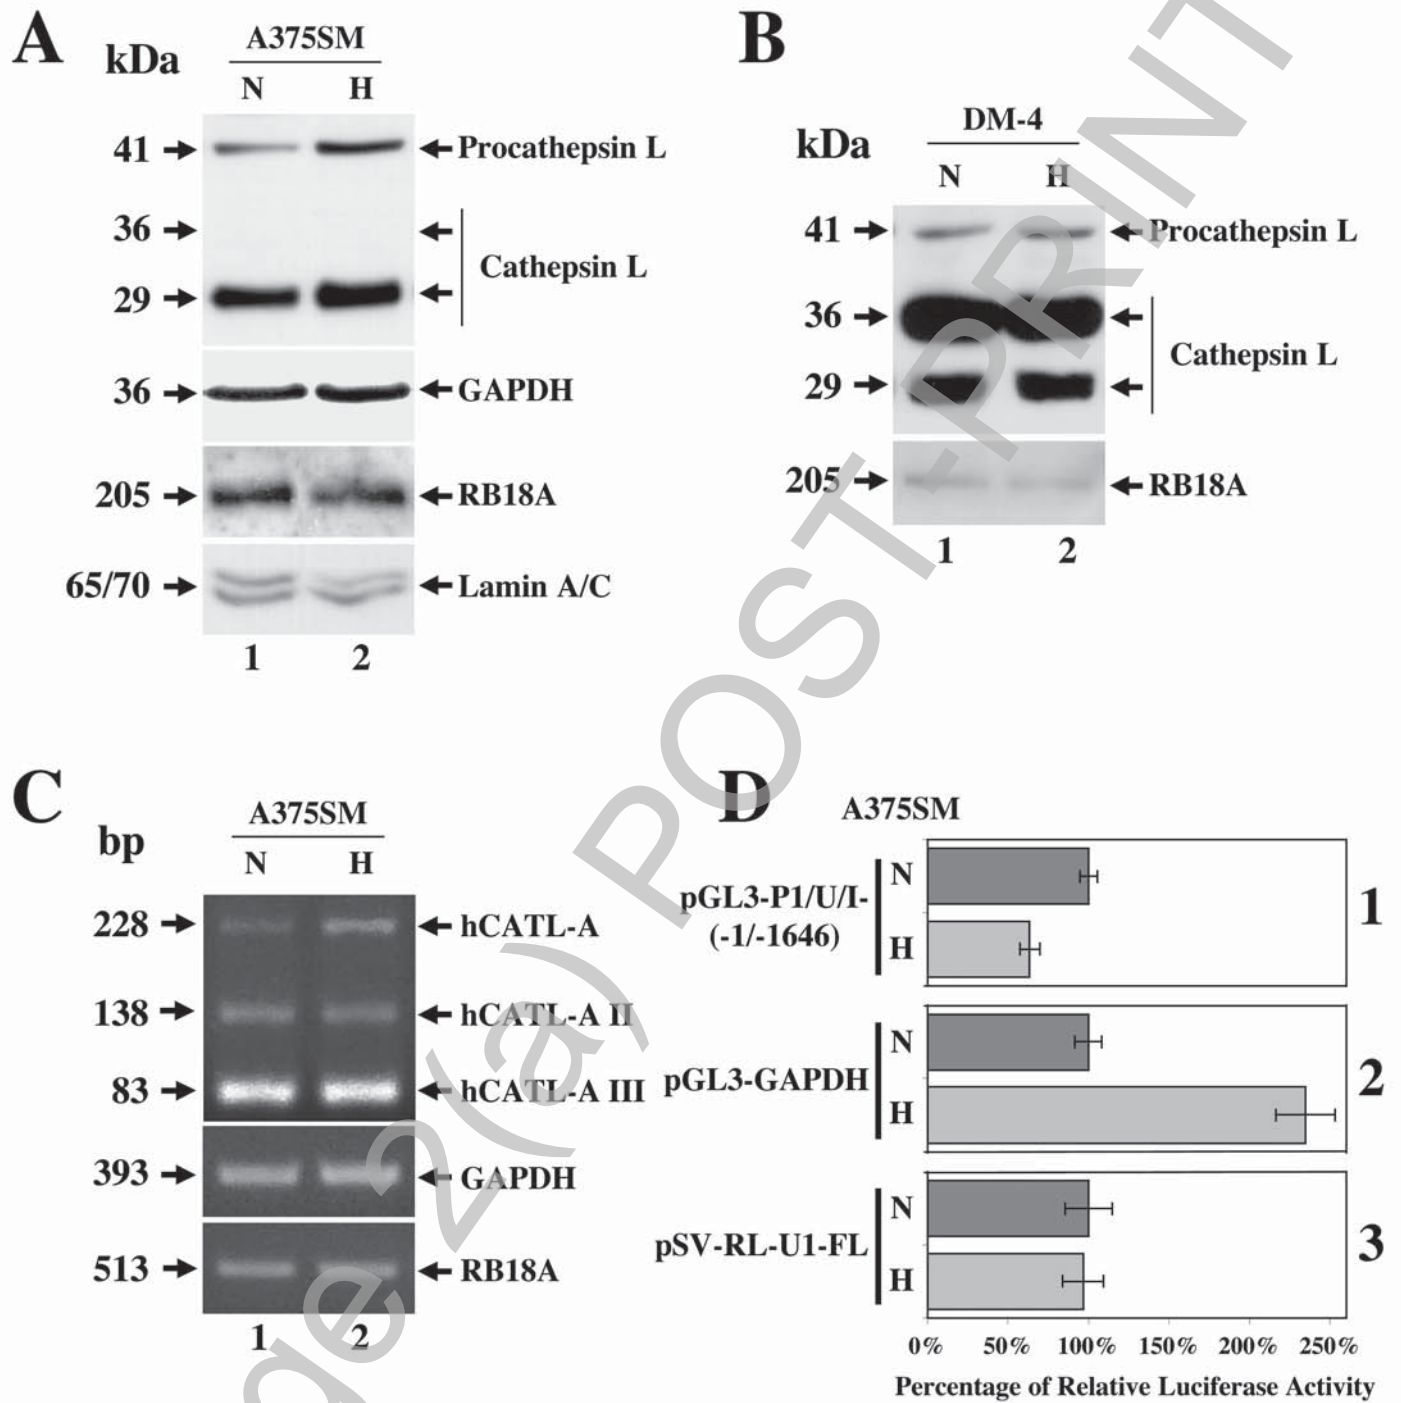 A
A375SM
kDa
N H
41 Procathepsin L
36
Cathepsin L
29
36 GAPDH
205 RB18A
65/70 Lamin A/C
1 2
B
DM-4
kDa
N H
41 Procathepsin L
36
Cathepsin L
29
205 RB18A
1 2
C
A375SM
bp
N H
228 hCATL-A
138 hCATL-A II
83 hCATL-A III
393 GAPDH
513 RB18A
1 2
D
A375SM
pGL3-P1/U/I-
(-1/-1646)
N
H
1
pGL3-GAPDH
N
H
2
pSV-RL-U1-FL
N
H
3
0% 50% 100% 150% 200% 250%
Percentage of Relative Luciferase Activity
ge 2(a) POST-PRINT